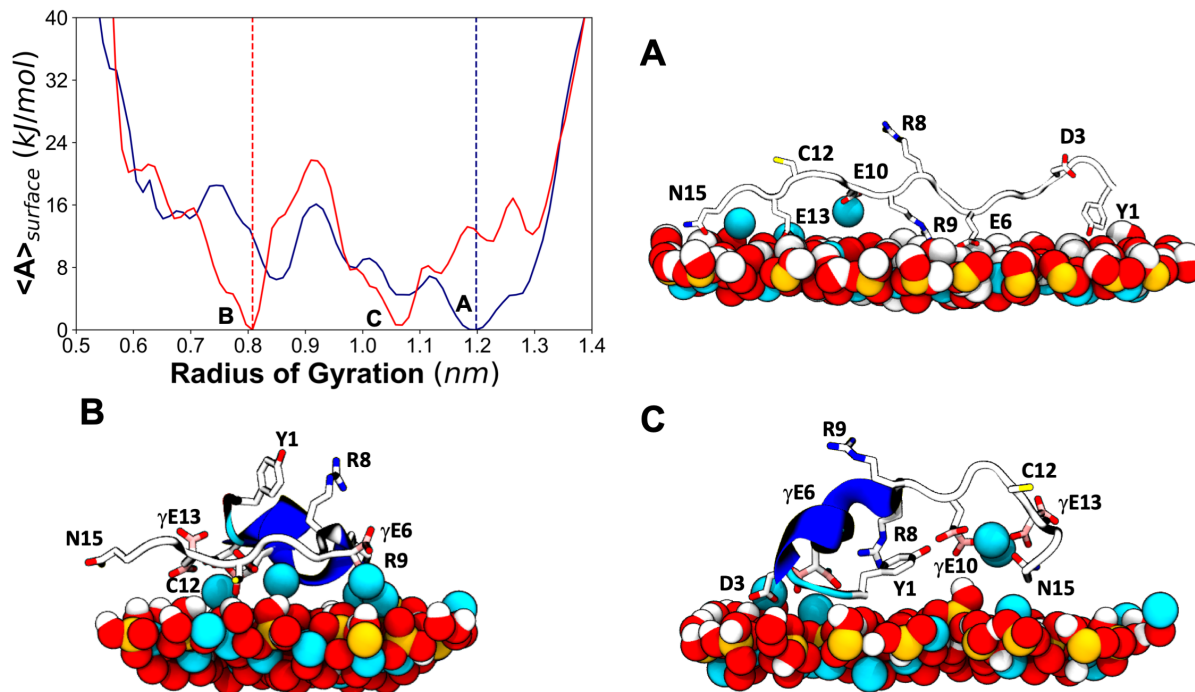 <A>surface (kJ/mol)
40
32
24
16
8
0
B
C
A
0.5 0.6 0.7 0.8 0.9 1.0 1.1 1.2 1.3 1.4
Radius of Gyration (nm)
A
R8
D3
C12
E10
N15
E13
R9
E6
Y1
B
Y1
R8
γE13
γE6
N15
R9
C12
C
R9
C12
γE6
γE13
R8
D3
Y1
γE10
N15